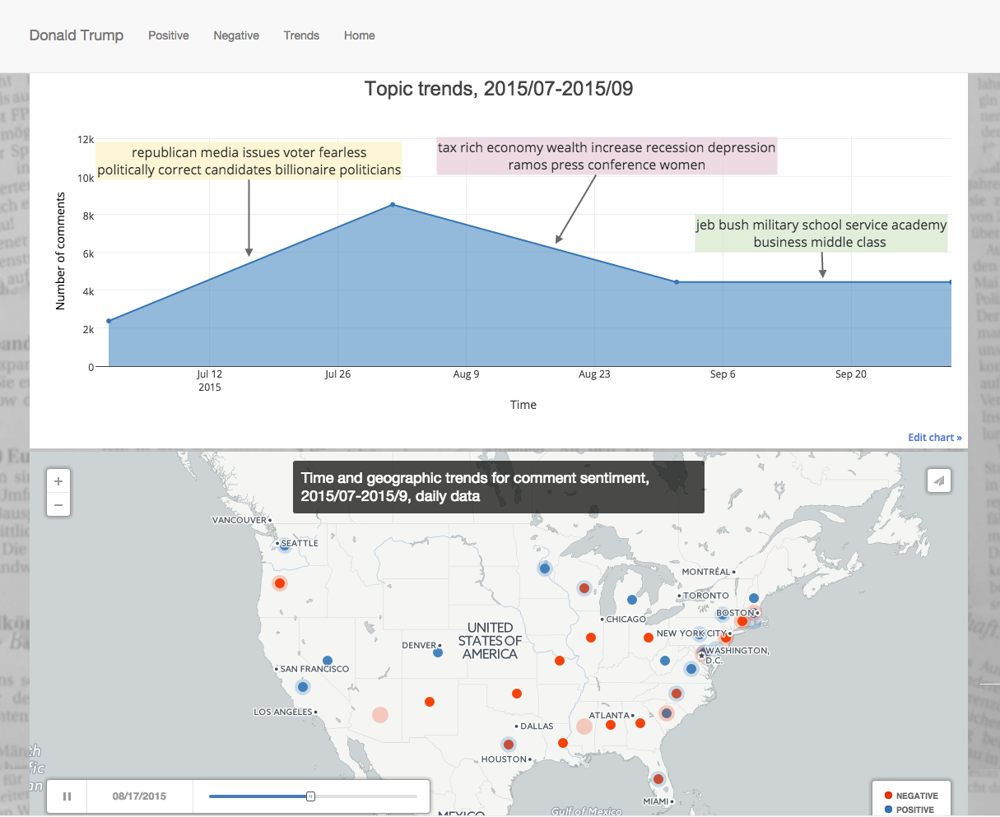 Donald Trump Positive Negative Trends Home
Topic trends, 2015/07-2015/09
12k
10k
8k
6k
4k
2k
0
Number of comments
republican media issues voter fearless
politically correct candidates billionaire politicians
tax rich economy wealth increase recession depression
ramos press conference women
jeb bush military school service academy
business middle class
Jul 12 Jul 26 Aug 9 Aug 23 Sep 6 Sep 20
2015
Time
Edit chart »
+
−
Time and geographic trends for comment sentiment,
2015/07-2015/9, daily data
VANCOUVER
SEATTLE
MONTRÉAL
TORONTO
BOSTON
CHICAGO
UNITED
STATES OF
AMERICA
NEW YORK CITY
DENVER
WASHINGTON,
D.C.
SAN FRANCISCO
LOS ANGELES
ATLANTA
DALLAS
HOUSTON
MIAMI
Gulf of Mexico
MEXICO
08/17/2015
NEGATIVE
POSITIVE